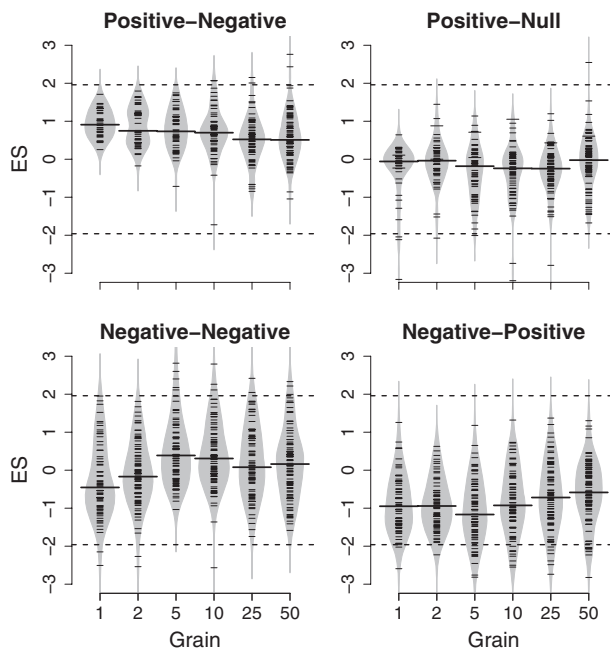 Positive−Negative
Positive−Null
ES
3
2
1
0
−1
−2
−3
3
2
1
0
−1
−2
−3
Negative−Negative
Negative−Positive
ES
3
2
1
0
−1
−2
−3
3
2
1
0
−1
−2
−3
1 2 5 10 25 50
1 2 5 10 25 50
Grain
Grain